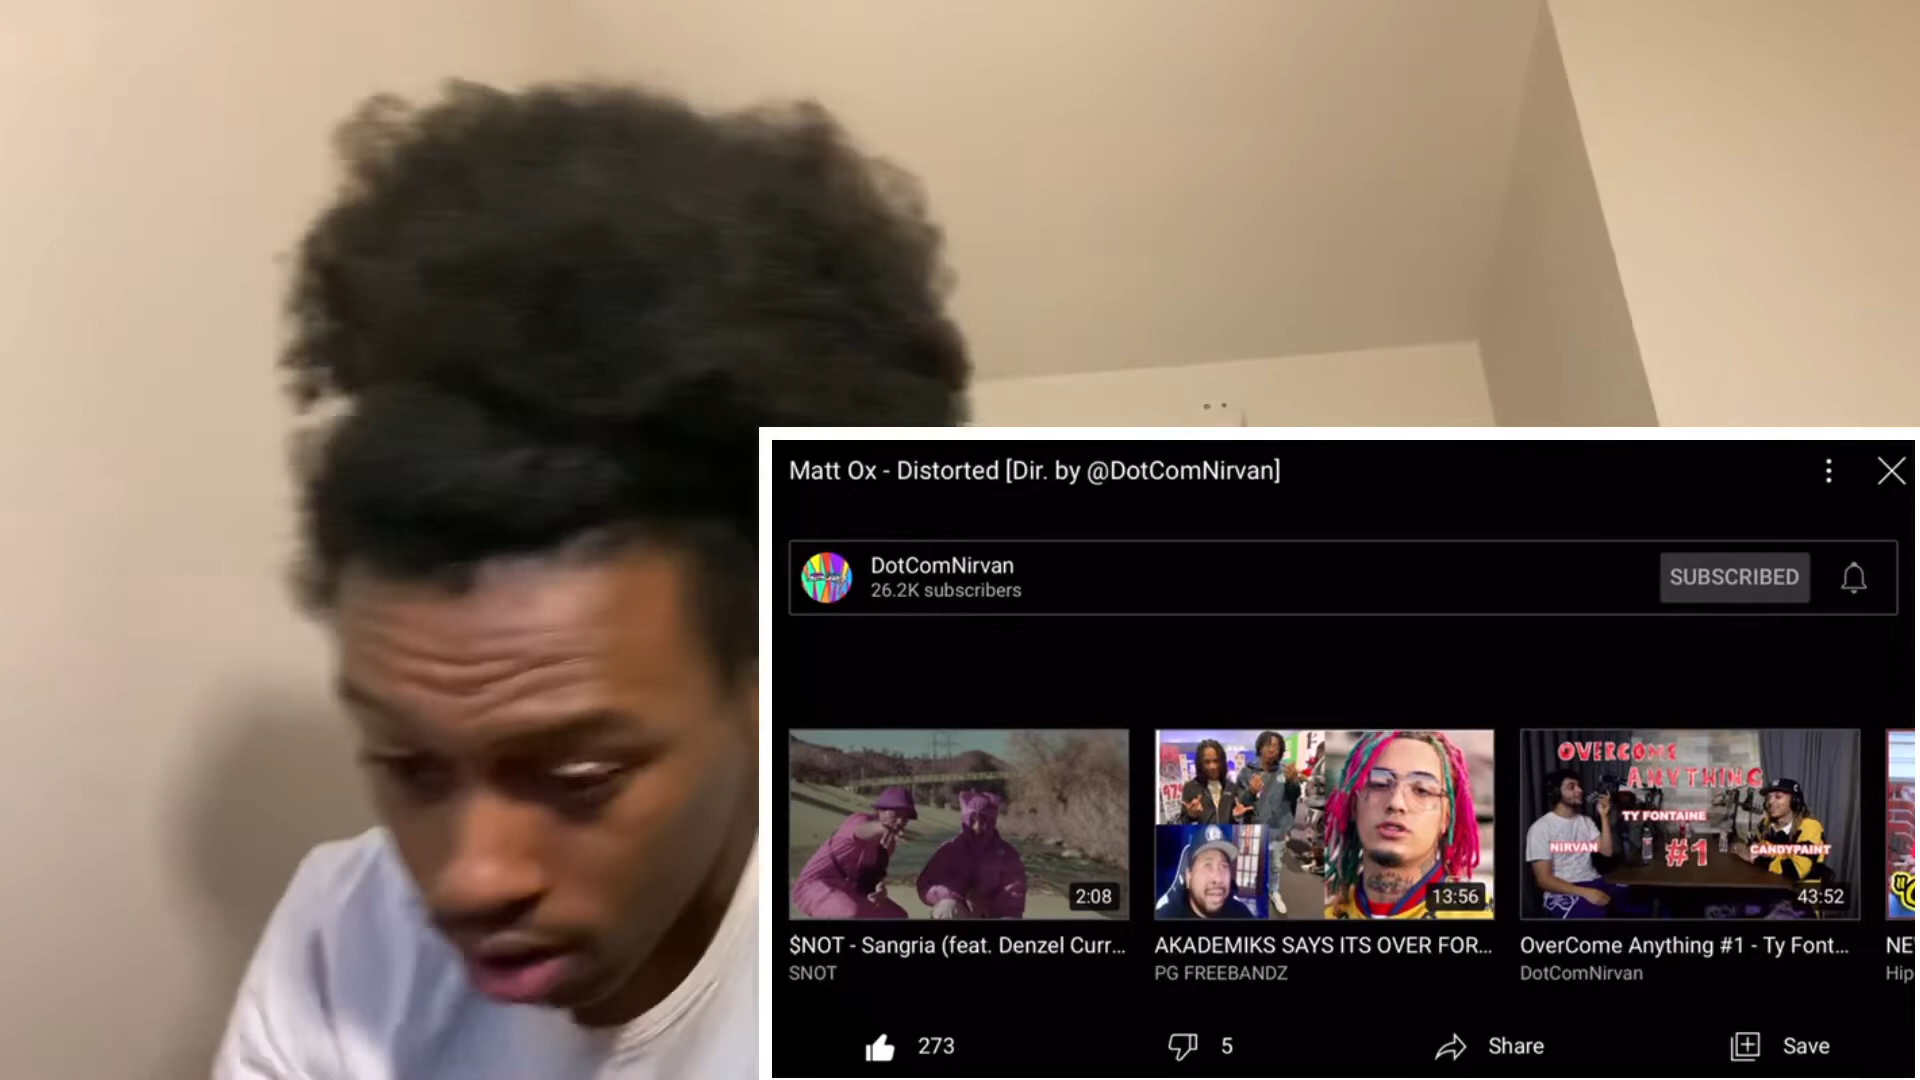 Matt Ox - Distorted [Dir. by @DotComNirvan]
DotComNirvan
26.2K subscribers
SUBSCRIBED
OVERCOME
ANYTHING
TY FONTAINE
NIRVAN
#1
CANDYPAINT
2:08
13:56
43:52
$NOT - Sangria (feat. Denzel Curr...
AKADEMIKS SAYS ITS OVER FOR...
OverCome Anything #1 - Ty Font...
NE
SNOT
PG FREEBANDZ
DotComNirvan
Hip
273
5
Share
Save